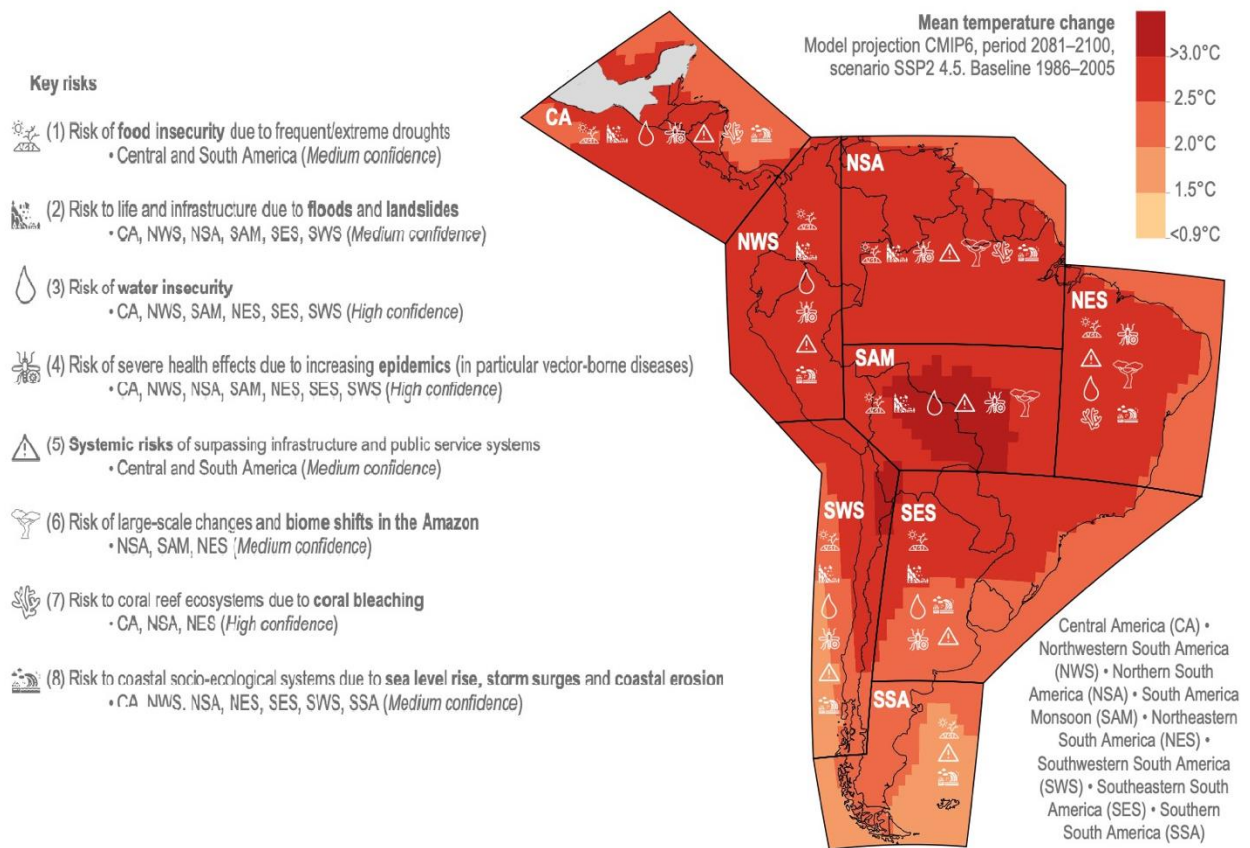 Key risks
(1) Risk of food insecurity due to frequent/extreme droughts
• Central and South America (Medium confidence)
(2) Risk to life and infrastructure due to floods and landslides
• CA, NWS, NSA, SAM, SES, SWS (Medium confidence)
(3) Risk of water insecurity
• CA, NWS, SAM, NES, SES, SWS (High confidence)
(4) Risk of severe health effects due to increasing epidemics (in particular vector-borne diseases)
• CA, NWS, NSA, SAM, NES, SES, SWS (High confidence)
(5) Systemic risks of surpassing infrastructure and public service systems
• Central and South America (Medium confidence)
(6) Risk of large-scale changes and biome shifts in the Amazon
• NSA, SAM, NES (Medium confidence)
(7) Risk to coral reef ecosystems due to coral bleaching
• CA, NSA, NES (High confidence)
(8) Risk to coastal socio-ecological systems due to sea level rise, storm surges and coastal erosion
• CA, NWS, NSA, NES, SES, SWS, SSA (Medium confidence)
Mean temperature change
Model projection CMIP6, period 2081–2100,
scenario SSP2 4.5. Baseline 1986–2005
>3.0°C
2.5°C
2.0°C
1.5°C
<0.9°C
CA
NSA
NWS
NES
SAM
SWS
SES
SSA
Central America (CA) •
Northwestern South America
(NWS) • Northern South
America (NSA) • South America
Monsoon (SAM) • Northeastern
South America (NES) •
Southwestern South America
(SWS) • Southeastern South
America (SES) • Southern
South America (SSA)